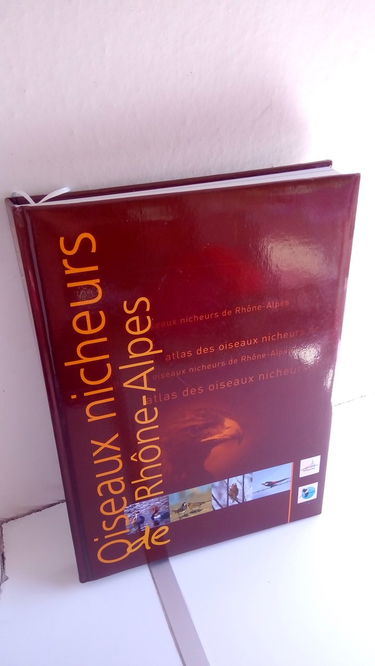 Oiseaux nicheurs
de Rhône-Alpes
eaux nicheurs de Rhône-Alpes
atlas des oiseaux nicheurs
oiseaux nicheurs de Rhône-Alpes
atlas des oiseaux nicheurs